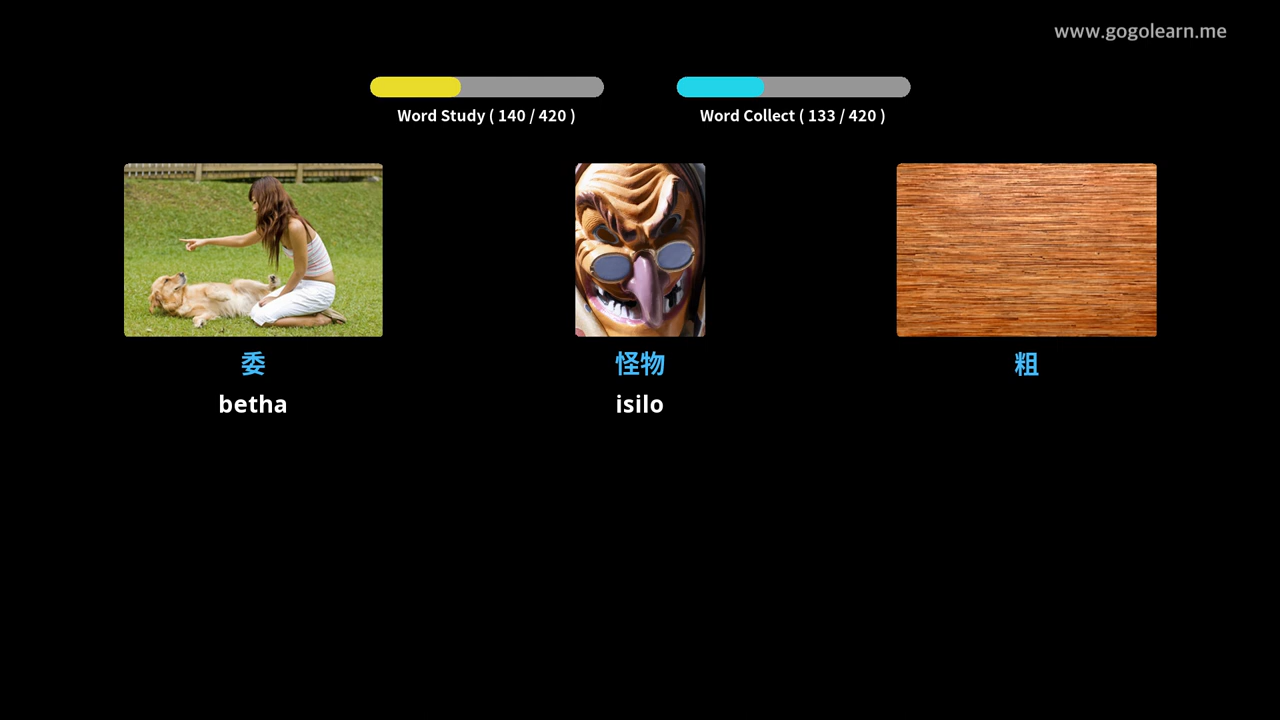 www.gogolearn.me
Word Study ( 140 / 420 )
Word Collect ( 133 / 420 )
委
怪物
粗
betha
isilo